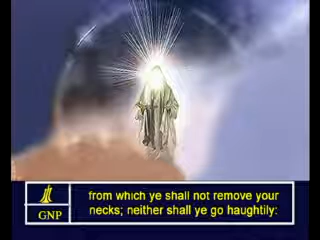 from which ye shall not remove your
necks; neither shall ye go haughtily:
GNP